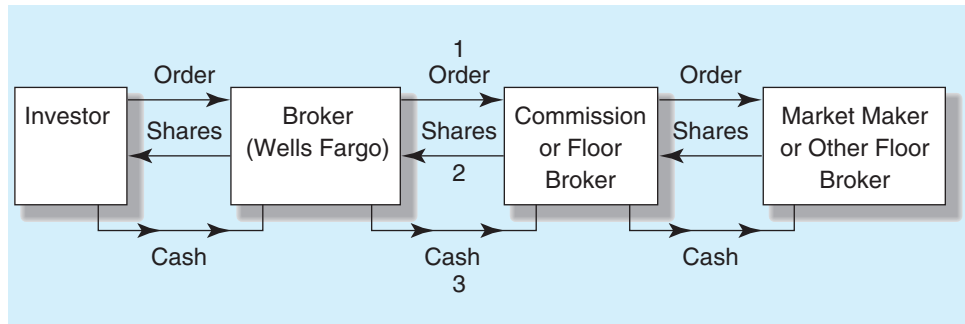 1
Order
Order
Order
Investor
Broker
(Wells Fargo)
Commission
or Floor
Broker
Market Maker
or Other Floor
Broker
Shares
Shares
Shares
2
Cash
Cash
Cash
3